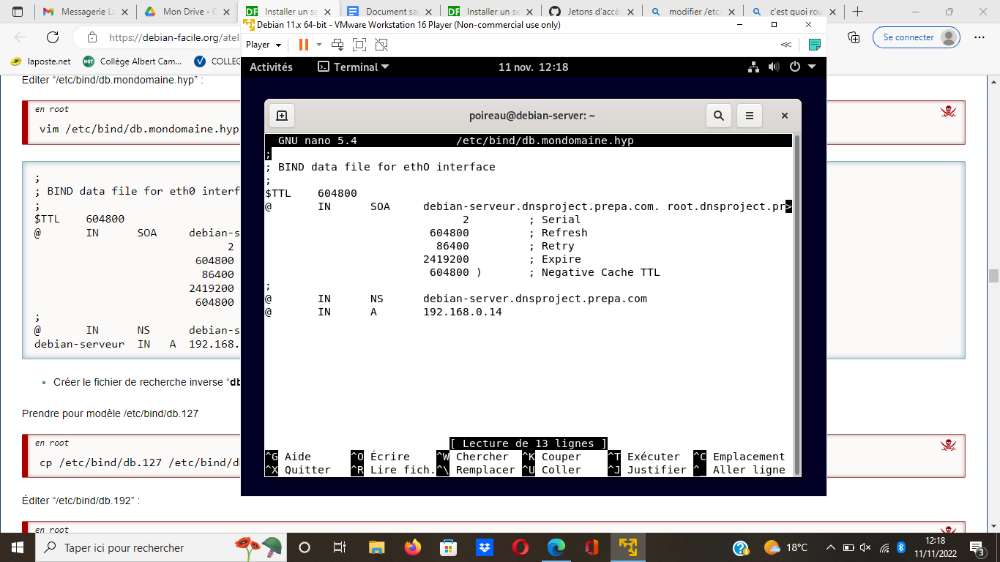 Messagerie La
Mon Drive - G
Installer un se
Document sa
Installer un se
Jetons d'accè
modifier /etc/
c'est quoi rou
Debian 11.x 64-bit - VMware Workstation 16 Player (Non-commercial use only)
https://debian-facile.org/atel
Player
Se connecter
laposte.net
Collège Albert Cam...
COLLEG
Activités
Terminal
11 nov. 12:18
Éditer “/etc/bind/db.mondomaine.hyp” :
en root
vim /etc/bind/db.mondomaine.hyp
poireau@debian-server: ~
GNU nano 5.4 /etc/bind/db.mondomaine.hyp
;
; BIND data file for ethO interface
;
$TTL 604800
@ IN SOA debian-serveur.dnsproject.prepa.com. root.dnsproject.pr>
2 ; Serial
604800 ; Refresh
86400 ; Retry
2419200 ; Expire
604800 ) ; Negative Cache TTL
;
@ IN NS debian-server.dnsproject.prepa.com
@ IN A 192.168.0.14
[ Lecture de 13 lignes ]
^G Aide ^O Écrire ^W Chercher ^K Couper ^T Exécuter ^C Emplacement
^X Quitter ^R Lire fich. ^\ Remplacer ^U Coller ^J Justifier ^_ Aller ligne
;
; BIND data file for eth0 interf
;
$TTL 604800
@ IN SOA debian-s
2
604800
86400
2419200
604800
;
@ IN NS debian-s
debian-serveur IN A 192.168.
Créer le fichier de recherche inverse “db
Prendre pour modèle /etc/bind/db.127
en root
cp /etc/bind/db.127 /etc/bind/db
Éditer “/etc/bind/db.192” :
en root
Taper ici pour rechercher
18°C
12:18
11/11/2022
3